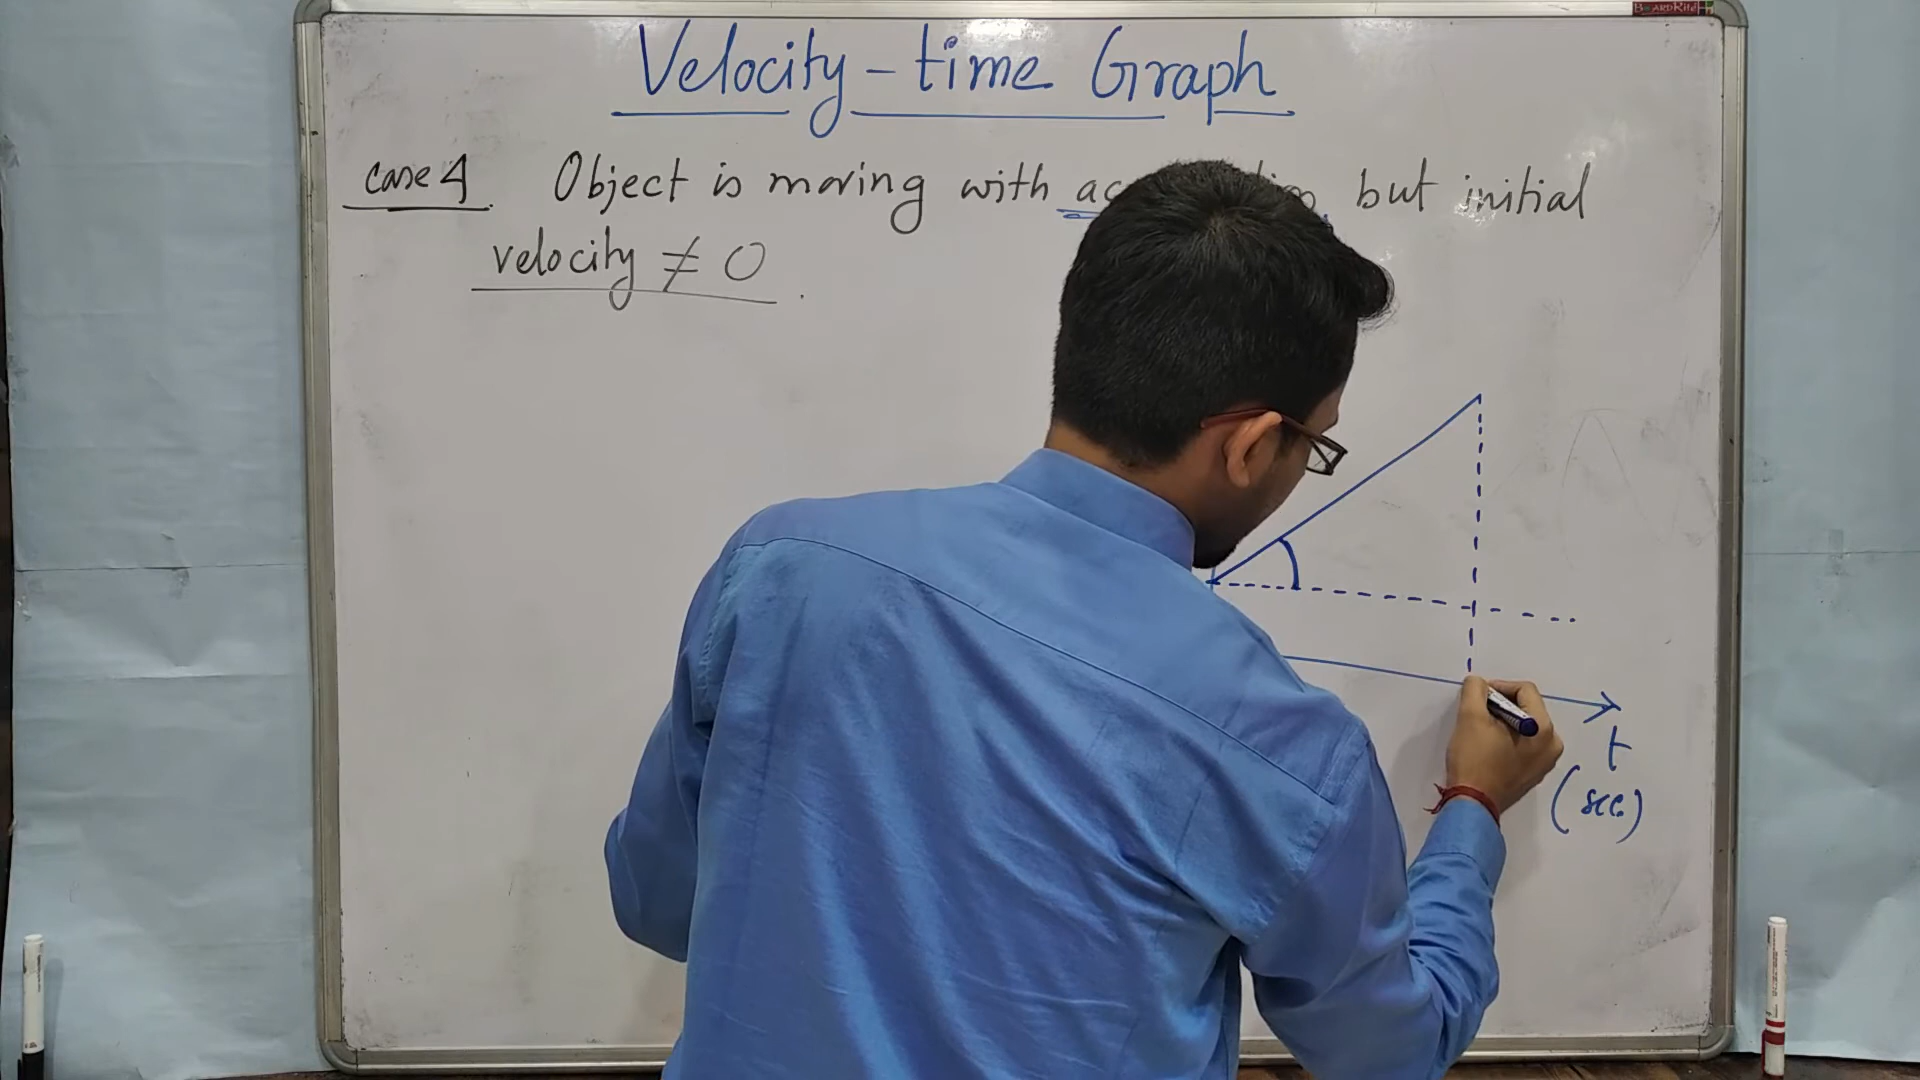 Velocity-time Graph
Case 4 Object is moving with but initial
velocity ≠ 0.
t
(sec)